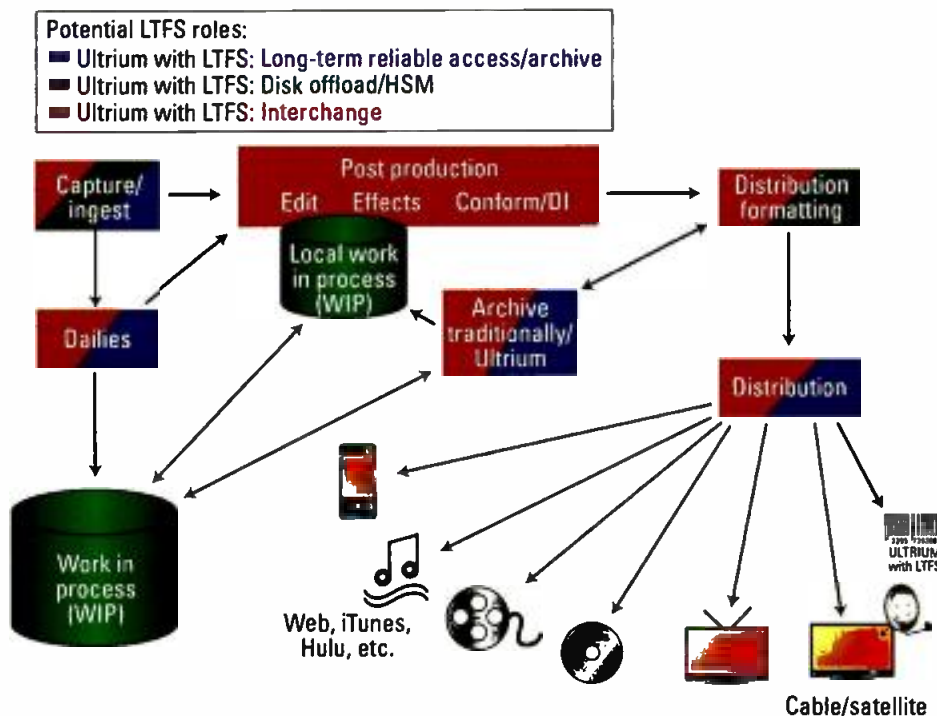 Potential LTFS roles:
Ultrium with LTFS: Long-term reliable access/archive
Ultrium with LTFS: Disk offload/HSM
Ultrium with LTFS: Interchange
Capture/
ingest
Post production
Edit Effects Conform/DI
Distribution
formatting
Local work
in process
(WIP)
Dailies
Archive
traditionally/
Ultrium
Distribution
Work in
process
(WIP)
Web, iTunes,
Hulu, etc.
ULTRIUM
with LTFS
Cable/satellite